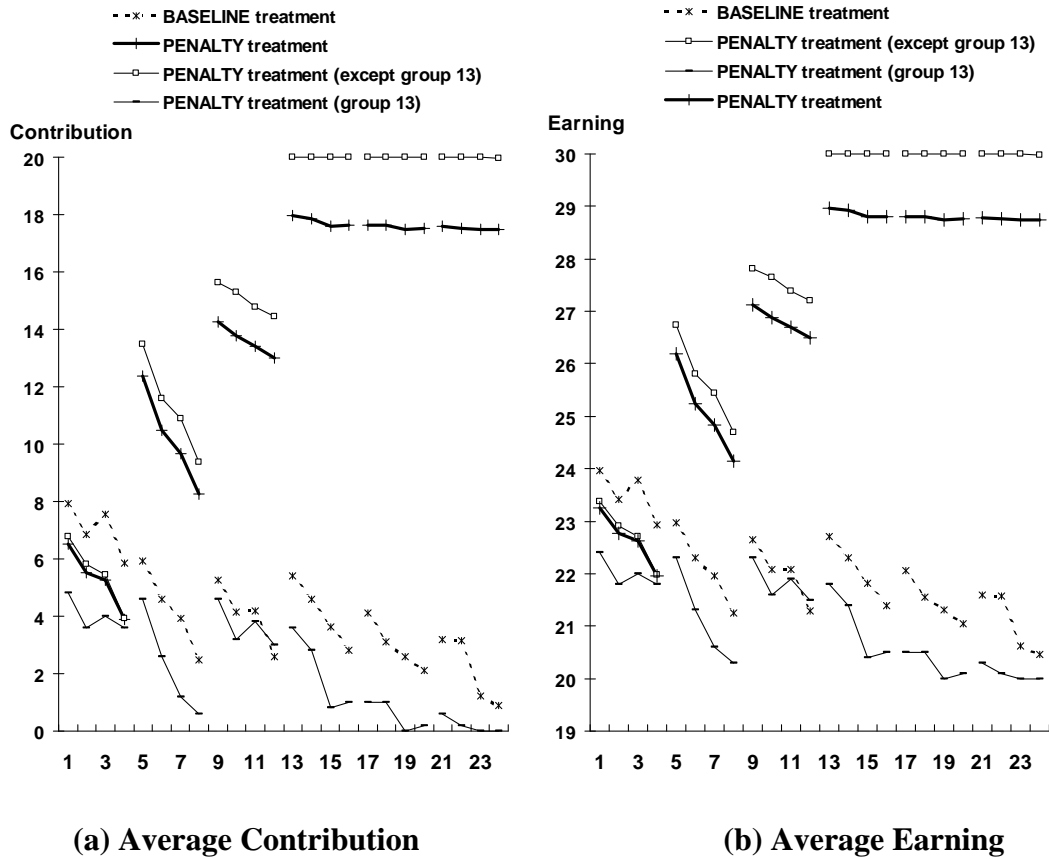 BASELINE treatment
PENALTY treatment
PENALTY treatment (except group 13)
PENALTY treatment (group 13)
Contribution
20
18
16
14
12
10
8
6
4
2
0
1 3 5 7 9 11 13 15 17 19 21 23
(a) Average Contribution
BASELINE treatment
PENALTY treatment (except group 13)
PENALTY treatment (group 13)
PENALTY treatment
Earning
30
29
28
27
26
25
24
23
22
21
20
19
1 3 5 7 9 11 13 15 17 19 21 23
(b) Average Earning